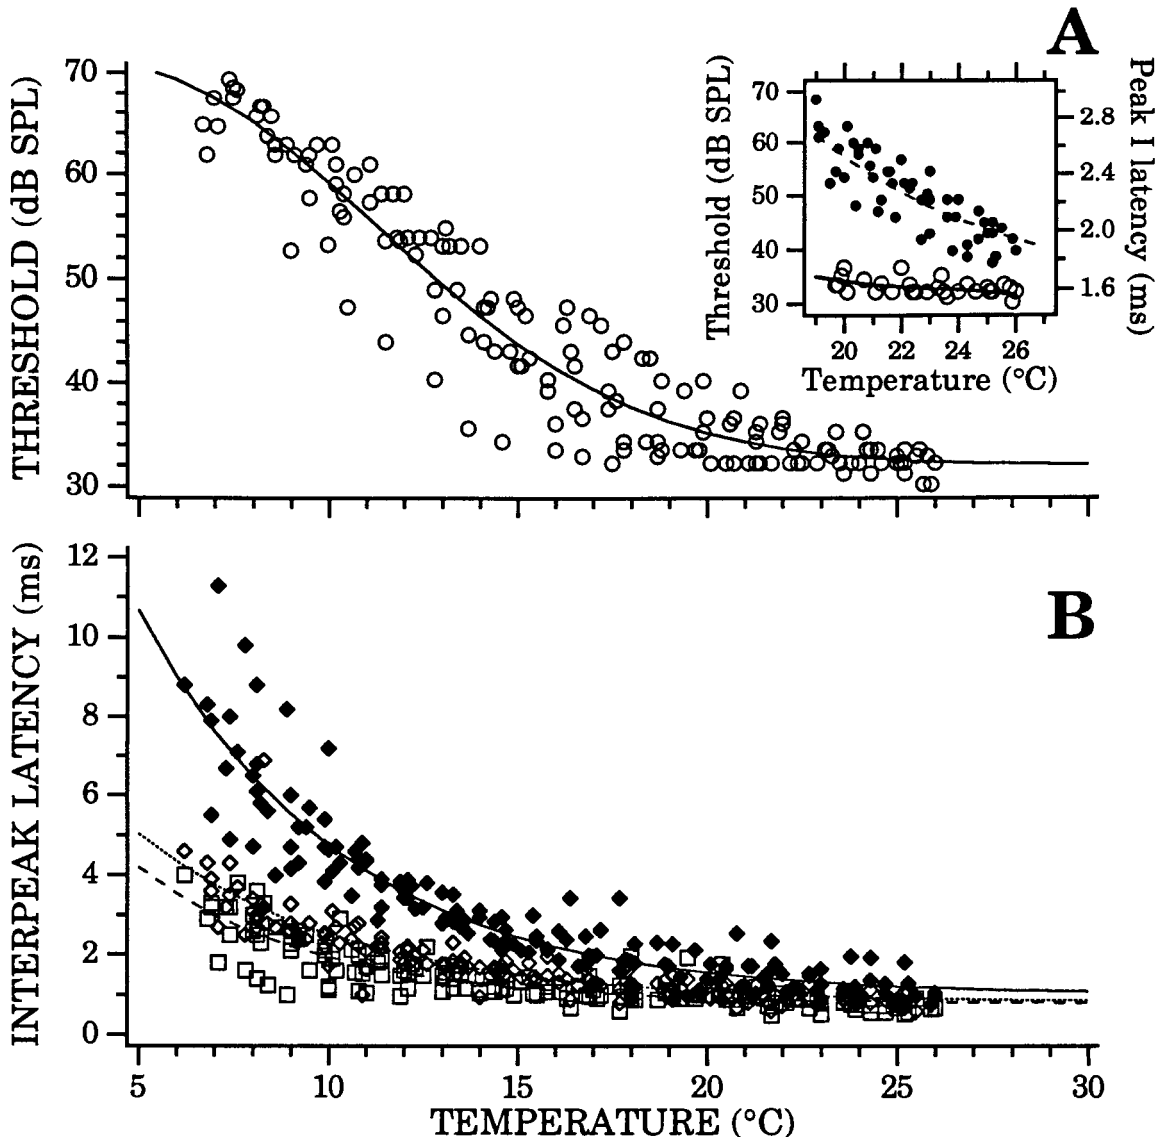 A
THRESHOLD (dB SPL)
70
60
50
40
30
Threshold (dB SPL)
70
60
50
40
30
Peak I latency (ms)
2.8
2.4
2.0
1.6
20 22 24 26
Temperature (°C)
B
INTERPEAK LATENCY (ms)
12
10
8
6
4
2
0
5 10 15 20 25 30
TEMPERATURE (°C)